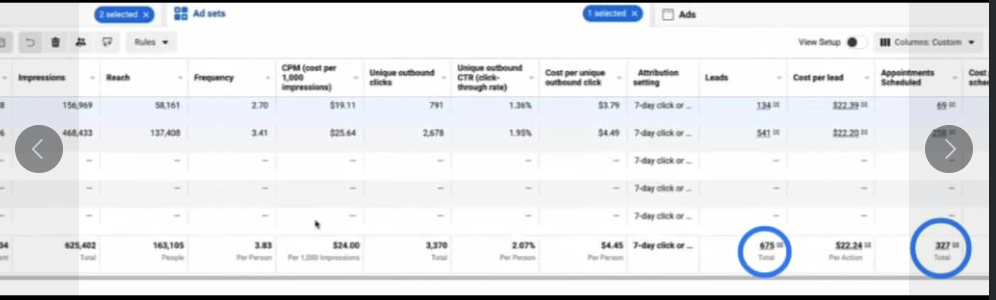 2 selected ×
Ad sets
1 selected ×
Ads
Rules
View Setup
Columns: Custom
Impressions Reach Frequency CPM (cost per 1,000 impressions) Unique outbound clicks Unique outbound CTR (click-through rate) Cost per unique outbound click Attribution setting Leads Cost per lead Appointments Scheduled Cost
8 156,969 58,161 2.70 $19.11 791 1.36% $3.79 7-day click or ... 134 $22.39 69
6 468,433 137,408 3.41 $25.64 2,678 1.95% $4.49 7-day click or ... 541 $22.20 258
— — — — — — — 7-day click or ... — — —
— — — — — — — 7-day click or ... — — —
— — — — — — — 7-day click or ... — — —
34 625,402 163,105 3.83 $24.00 3,370 2.07% $4.45 7-day click or ... 675 $22.24 327
Total People Per Person Per 1,000 Impressions Total Per Person Per Person Total Per Action Total